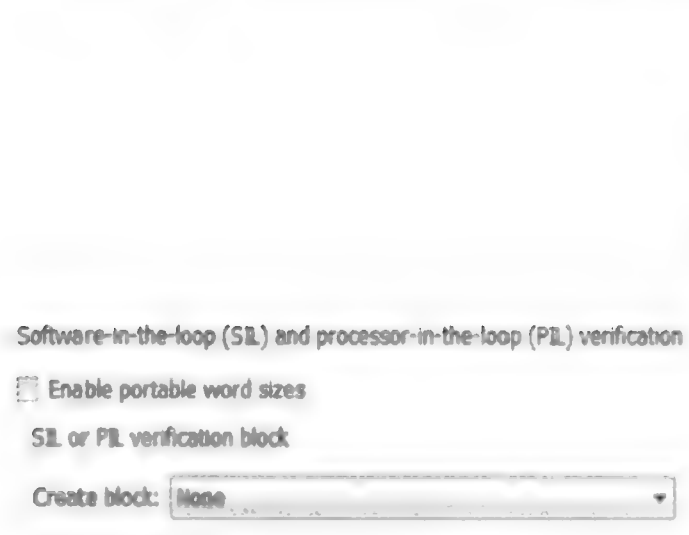 Software-in-the-loop (SIL) and processor-in-the-loop (PIL) verification
Enable portable word sizes
SIL or PIL verification block
Create block: None